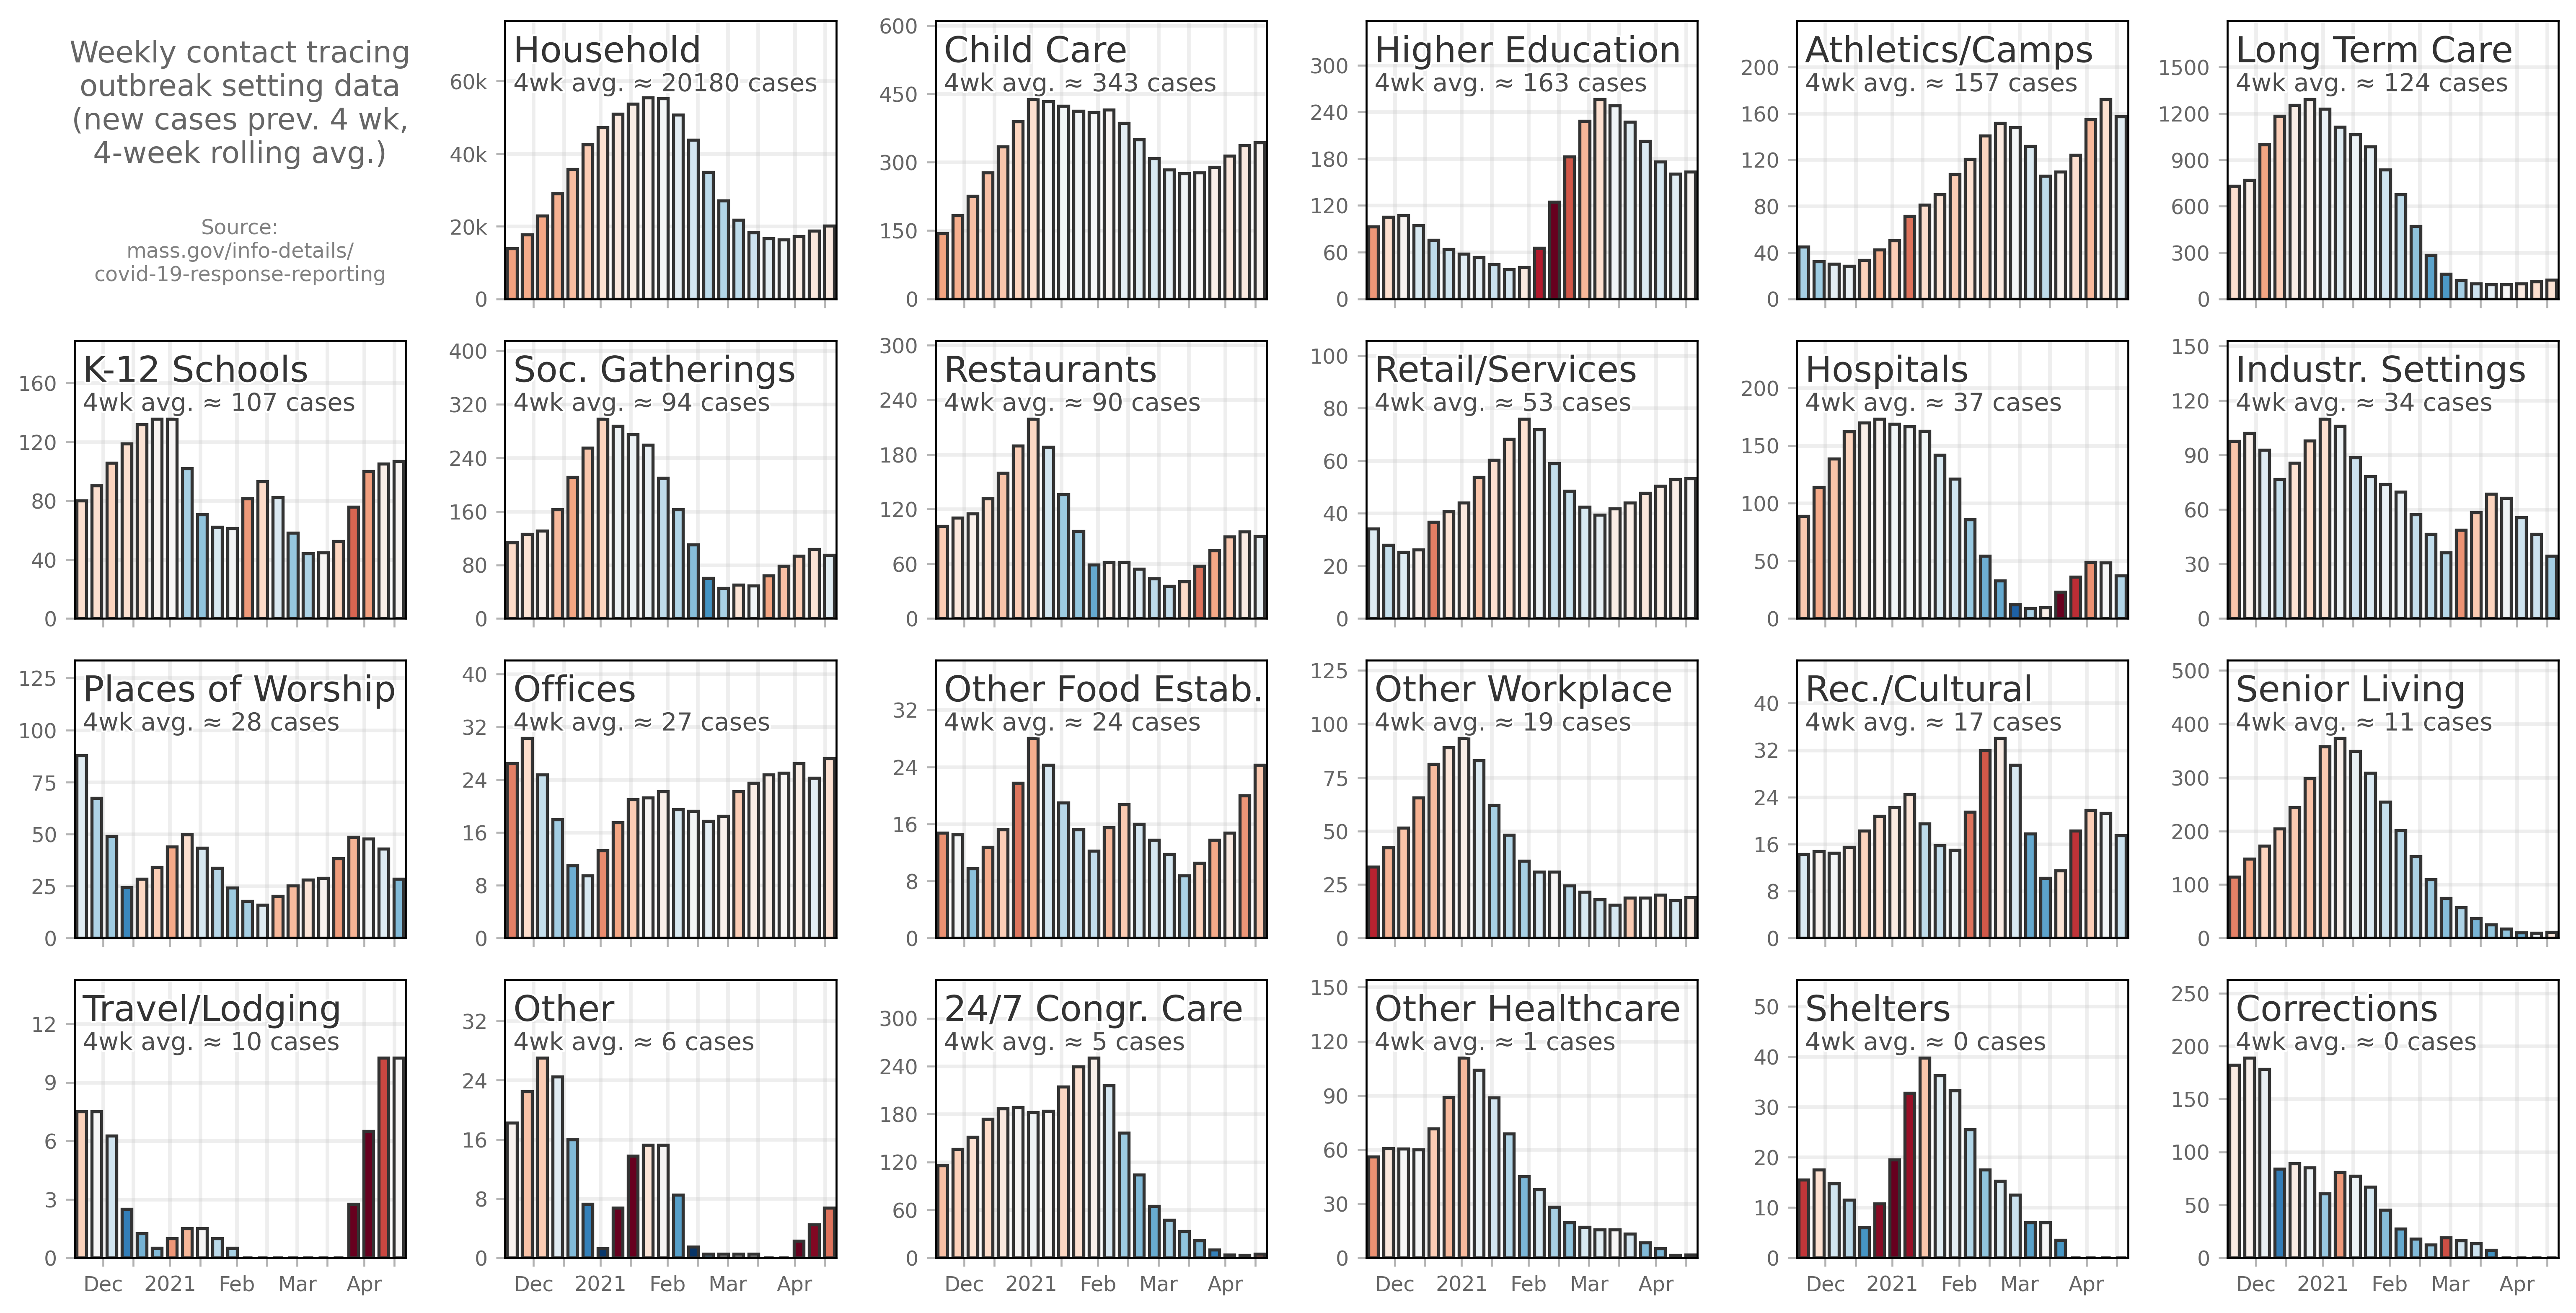 Weekly contact tracing
outbreak setting data
(new cases prev. 4 wk,
4-week rolling avg.)
Source:
mass.gov/info-details/
covid-19-response-reporting
Household
4wk avg. ≈ 20180 cases
60k
40k
20k
0
Child Care
4wk avg. ≈ 343 cases
600
450
300
150
0
Higher Education
4wk avg. ≈ 163 cases
300
240
180
120
60
0
Athletics/Camps
4wk avg. ≈ 157 cases
200
160
120
80
40
0
Long Term Care
4wk avg. ≈ 124 cases
1500
1200
900
600
300
0
K-12 Schools
4wk avg. ≈ 107 cases
160
120
80
40
0
Soc. Gatherings
4wk avg. ≈ 94 cases
400
320
240
160
80
0
Restaurants
4wk avg. ≈ 90 cases
300
240
180
120
60
0
Retail/Services
4wk avg. ≈ 53 cases
100
80
60
40
20
0
Hospitals
4wk avg. ≈ 37 cases
200
150
100
50
0
Industr. Settings
4wk avg. ≈ 34 cases
150
120
90
60
30
0
Places of Worship
4wk avg. ≈ 28 cases
125
100
75
50
25
0
Offices
4wk avg. ≈ 27 cases
40
32
24
16
8
0
Other Food Estab.
4wk avg. ≈ 24 cases
32
24
16
8
0
Other Workplace
4wk avg. ≈ 19 cases
125
100
75
50
25
0
Rec./Cultural
4wk avg. ≈ 17 cases
40
32
24
16
8
0
Senior Living
4wk avg. ≈ 11 cases
500
400
300
200
100
0
Travel/Lodging
4wk avg. ≈ 10 cases
12
9
6
3
0
Dec 2021 Feb Mar Apr
Other
4wk avg. ≈ 6 cases
32
24
16
8
0
Dec 2021 Feb Mar Apr
24/7 Congr. Care
4wk avg. ≈ 5 cases
300
240
180
120
60
0
Dec 2021 Feb Mar Apr
Other Healthcare
4wk avg. ≈ 1 cases
150
120
90
60
30
0
Dec 2021 Feb Mar Apr
Shelters
4wk avg. ≈ 0 cases
50
40
30
20
10
0
Dec 2021 Feb Mar Apr
Corrections
4wk avg. ≈ 0 cases
250
200
150
100
50
0
Dec 2021 Feb Mar Apr